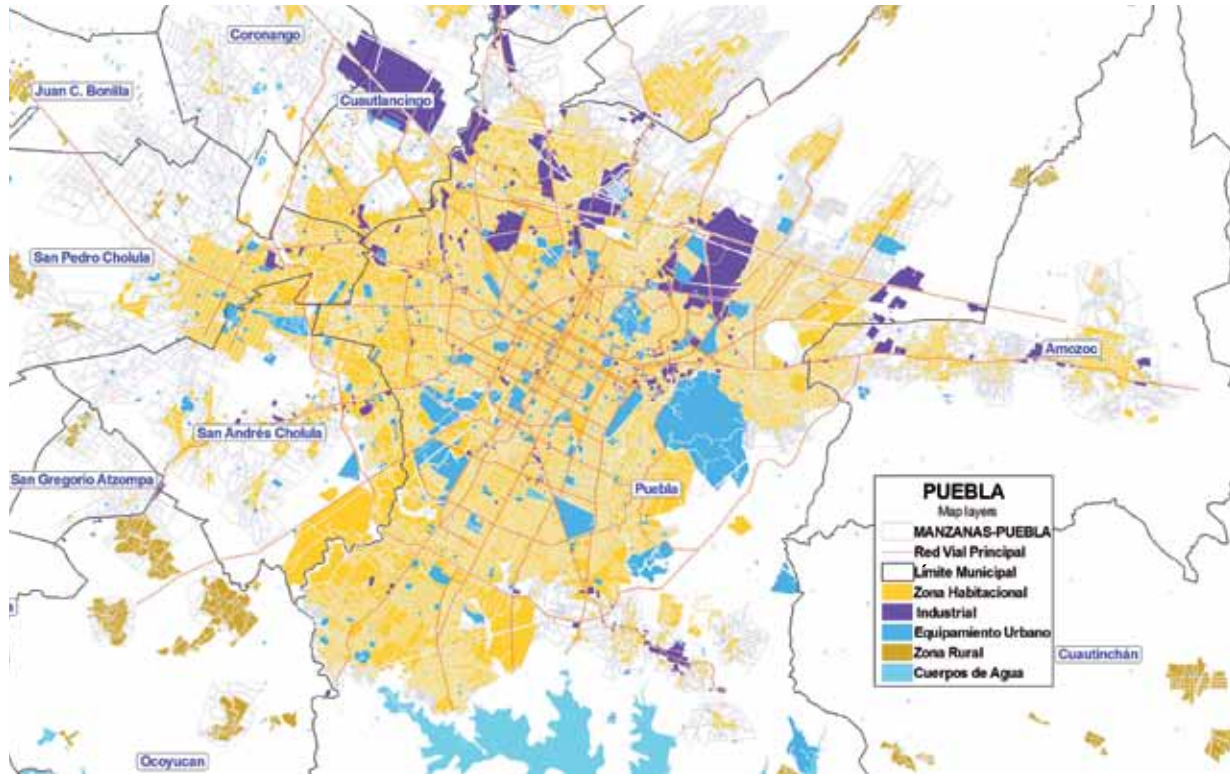 Coronango
Juan C. Bonilla
Cuautlancingo
San Pedro Cholula
Amozoc
San Andrés Cholula
San Gregorio Atzompa
Puebla
PUEBLA
Map layers
MANZANAS-PUEBLA
Red Vial Principal
Límite Municipal
Zona Habitacional
Industrial
Equipamiento Urbano
Zona Rural
Cuerpos de Agua
Cuautinchán
Ocoyucan